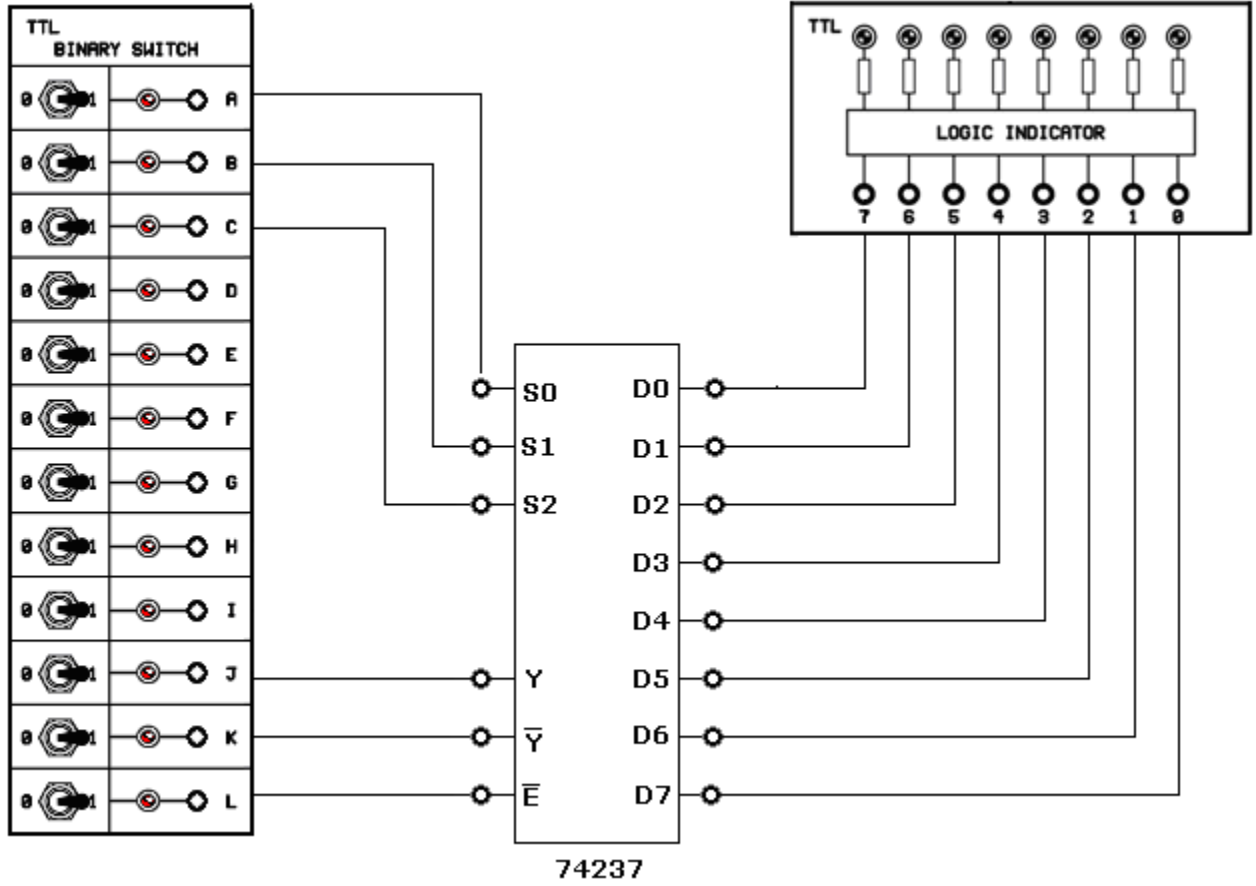 TTL
BINARY SWITCH
0 1 A
0 1 B
0 1 C
0 1 D
0 1 E
0 1 F
0 1 G
0 1 H
0 1 I
0 1 J
0 1 K
0 1 L
TTL
LOGIC INDICATOR
7 6 5 4 3 2 1 0
S0 D0
S1 D1
S2 D2
D3
D4
Y D5
Y̅ D6
E̅ D7
74237